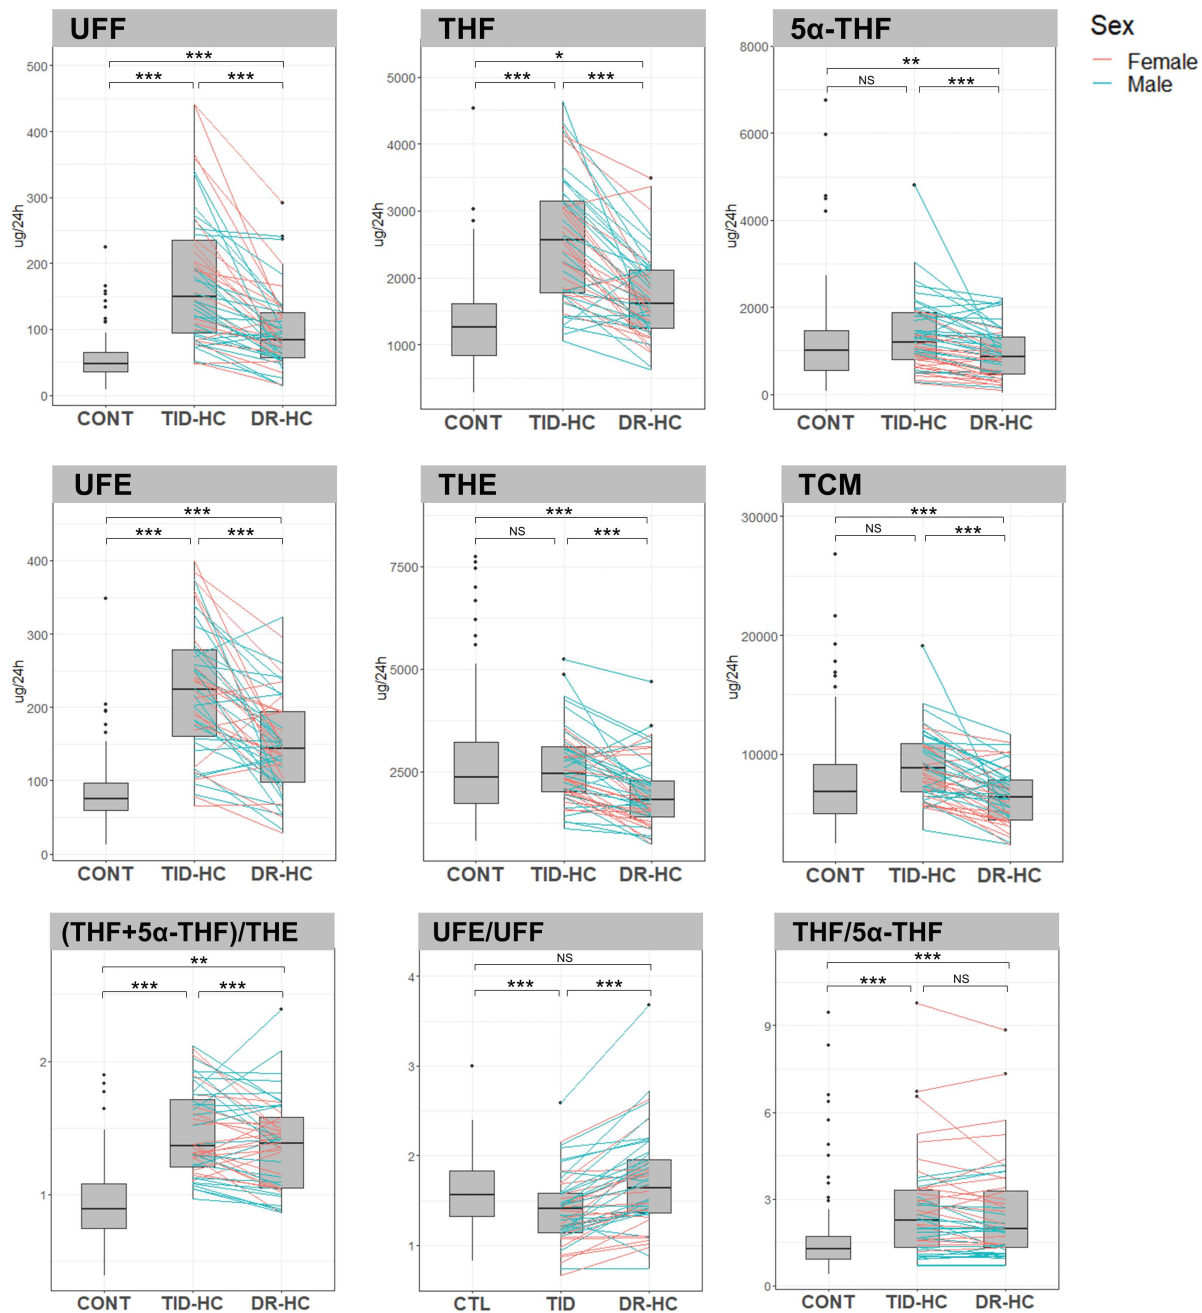 UFF
THF
5α-THF
Sex
Female
Male
***
***
***
*
***
***
**
NS
***
500
400
300
200
100
0
ug/24h
5000
4000
3000
2000
1000
ug/24h
8000
6000
4000
2000
0
ug/24h
CONT TID-HC DR-HC
CONT TID-HC DR-HC
CONT TID-HC DR-HC
UFE
THE
TCM
***
***
***
***
NS
***
***
NS
***
400
300
200
100
0
ug/24h
7500
5000
2500
ug/24h
30000
20000
10000
ug/24h
CONT TID-HC DR-HC
CONT TID-HC DR-HC
CONT TID-HC DR-HC
(THF+5α-THF)/THE
UFE/UFF
THF/5α-THF
**
***
***
NS
***
***
***
***
NS
2
1
4
3
2
1
9
6
3
0
CONT TID-HC DR-HC
CTL TID DR-HC
CONT TID-HC DR-HC